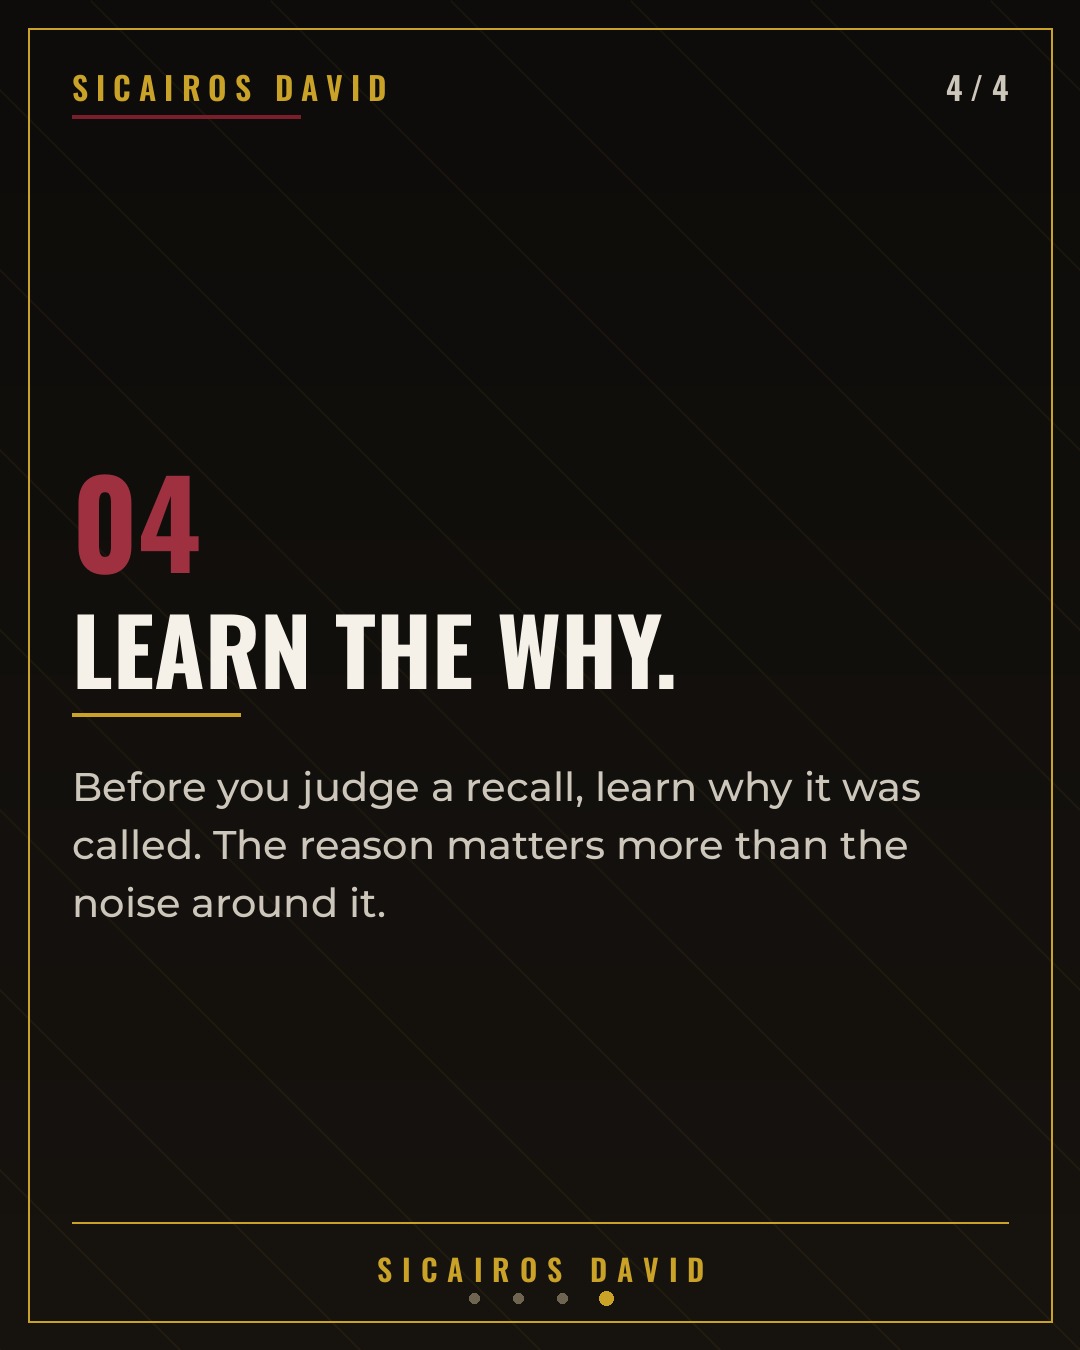 SICAIROS DAVID
4 / 4
04
LEARN THE WHY.
Before you judge a recall, learn why it was
called. The reason matters more than the
noise around it.
SICAIROS DAVID